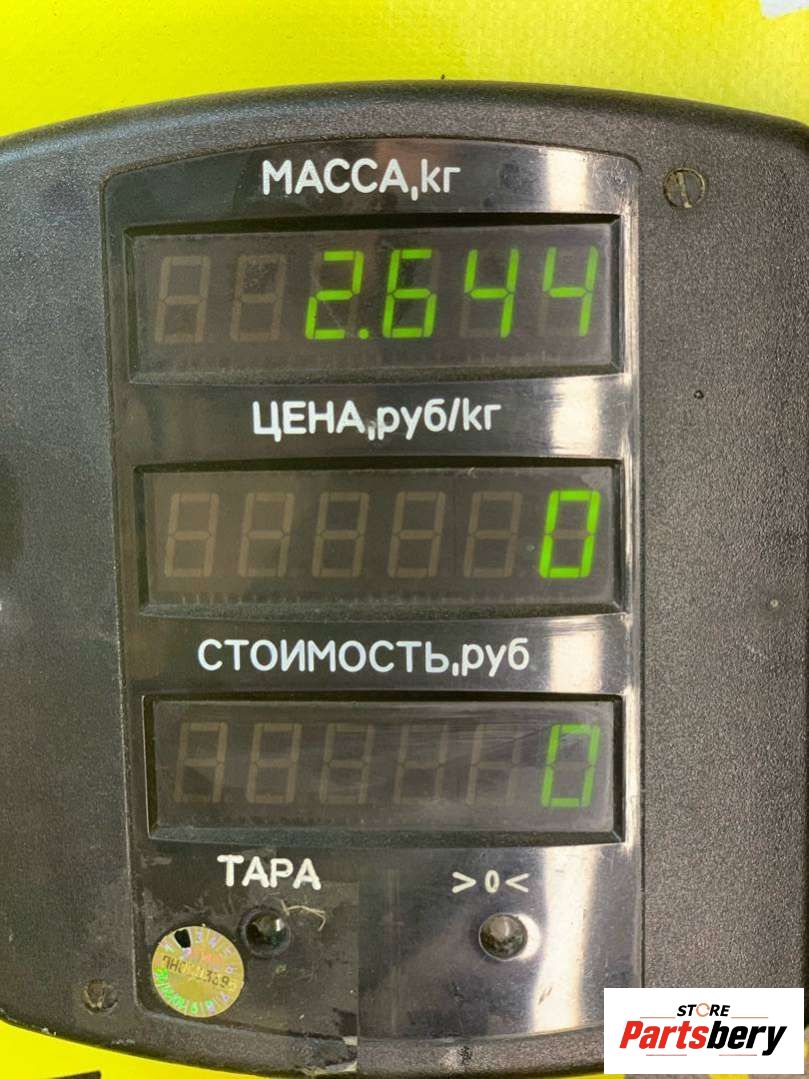 МАССА,кг
2.644
ЦЕНА,руб/кг
0
СТОИМОСТЬ,руб
0
ТАРА
>0<
STORE
Partsbery